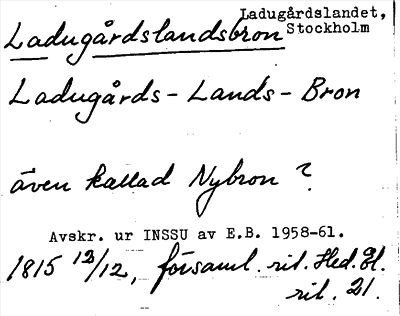 Ladugårdslandet,
Stockholm
Ladugårdslandsbron
Ladugårds-Lands-Bron
även kallad Nybron?
Avskr. ur INSSU av E.B. 1958-61.
1815 12/12, församl. rit. Hed. Gl.
rit. 21.